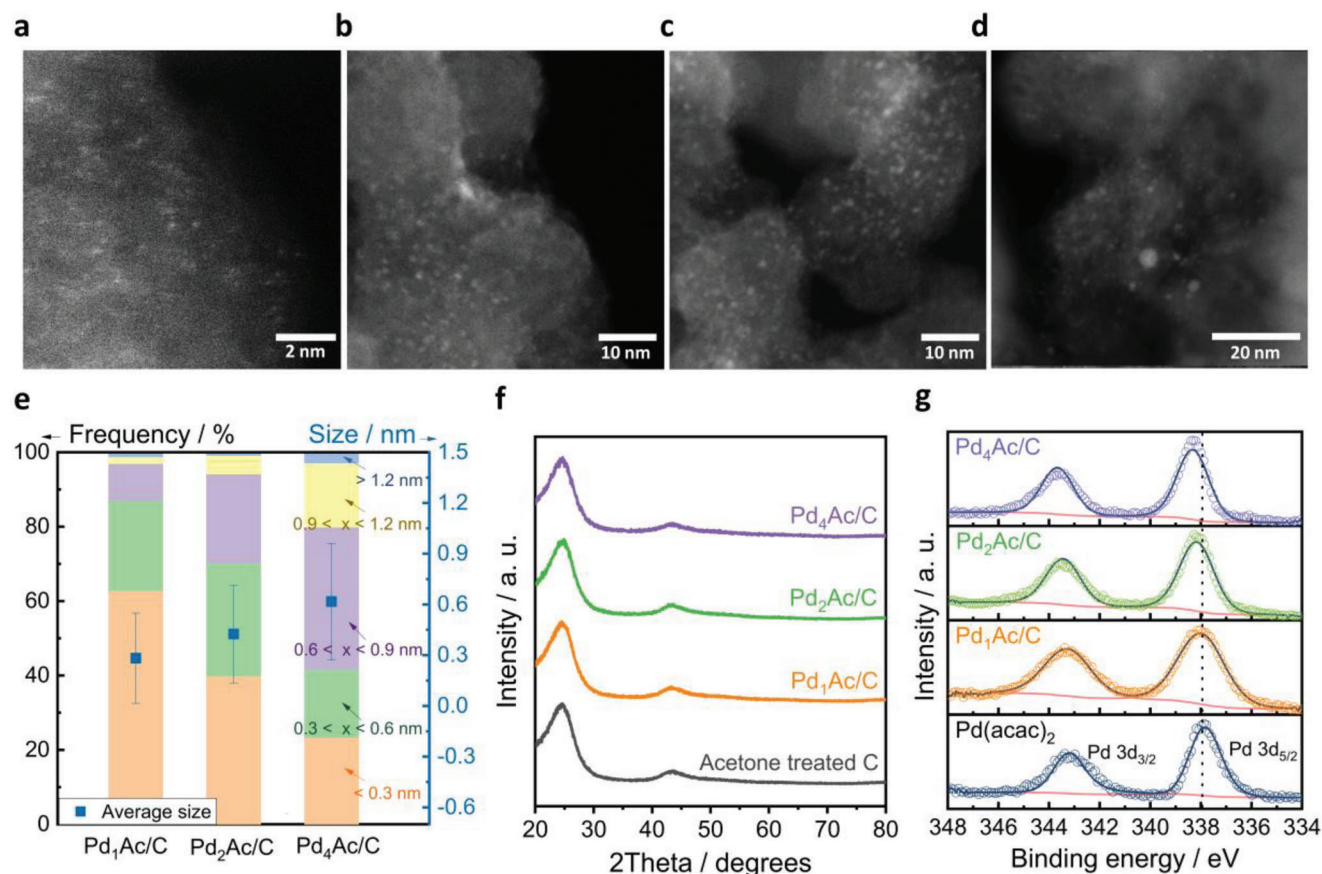 a b c d
2 nm 10 nm 10 nm 20 nm
e f g
Frequency / % Size / nm
100 80 60 40 20 0
1.5 1.2 0.9 0.6 0.3 0.0 -0.3 -0.6
> 1.2 nm
0.9 < x < 1.2 nm
0.6 < x < 0.9 nm
0.3 < x < 0.6 nm
< 0.3 nm
Average size
Pd₁Ac/C Pd₂Ac/C Pd₄Ac/C
Intensity / a. u.
Pd₄Ac/C
Pd₂Ac/C
Pd₁Ac/C
Acetone treated C
20 30 40 50 60 70 80
2Theta / degrees
Intensity / a. u.
Pd₄Ac/C
Pd₂Ac/C
Pd₁Ac/C
Pd(acac)₂
Pd 3d₃/₂ Pd 3d₅/₂
348 346 344 342 340 338 336 334
Binding energy / eV